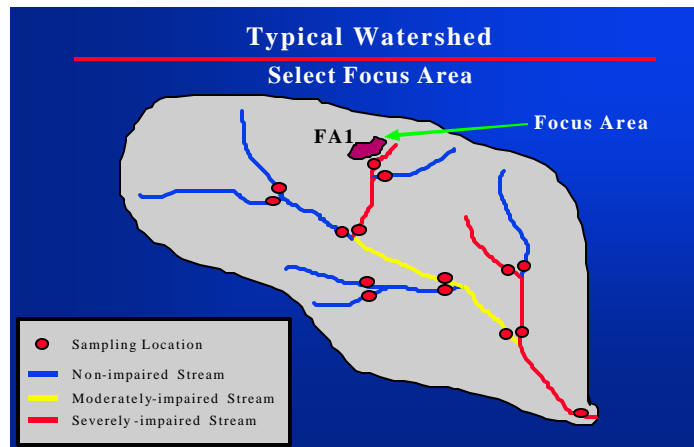 Typical Watershed
Select Focus Area
FA1
Focus Area
Sampling Location
Non-impaired Stream
Moderately-impaired Stream
Severely-impaired Stream